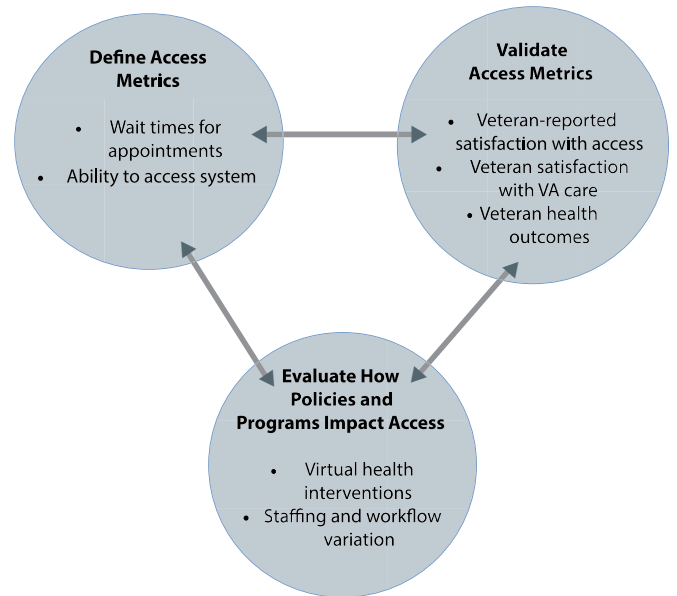 Define Access
Metrics
• Wait times for
appointments
• Ability to access system
Validate
Access Metrics
• Veteran-reported
satisfaction with access
• Veteran satisfaction
with VA care
• Veteran health
outcomes
Evaluate How
Policies and
Programs Impact Access
• Virtual health
interventions
• Staffing and workflow
variation